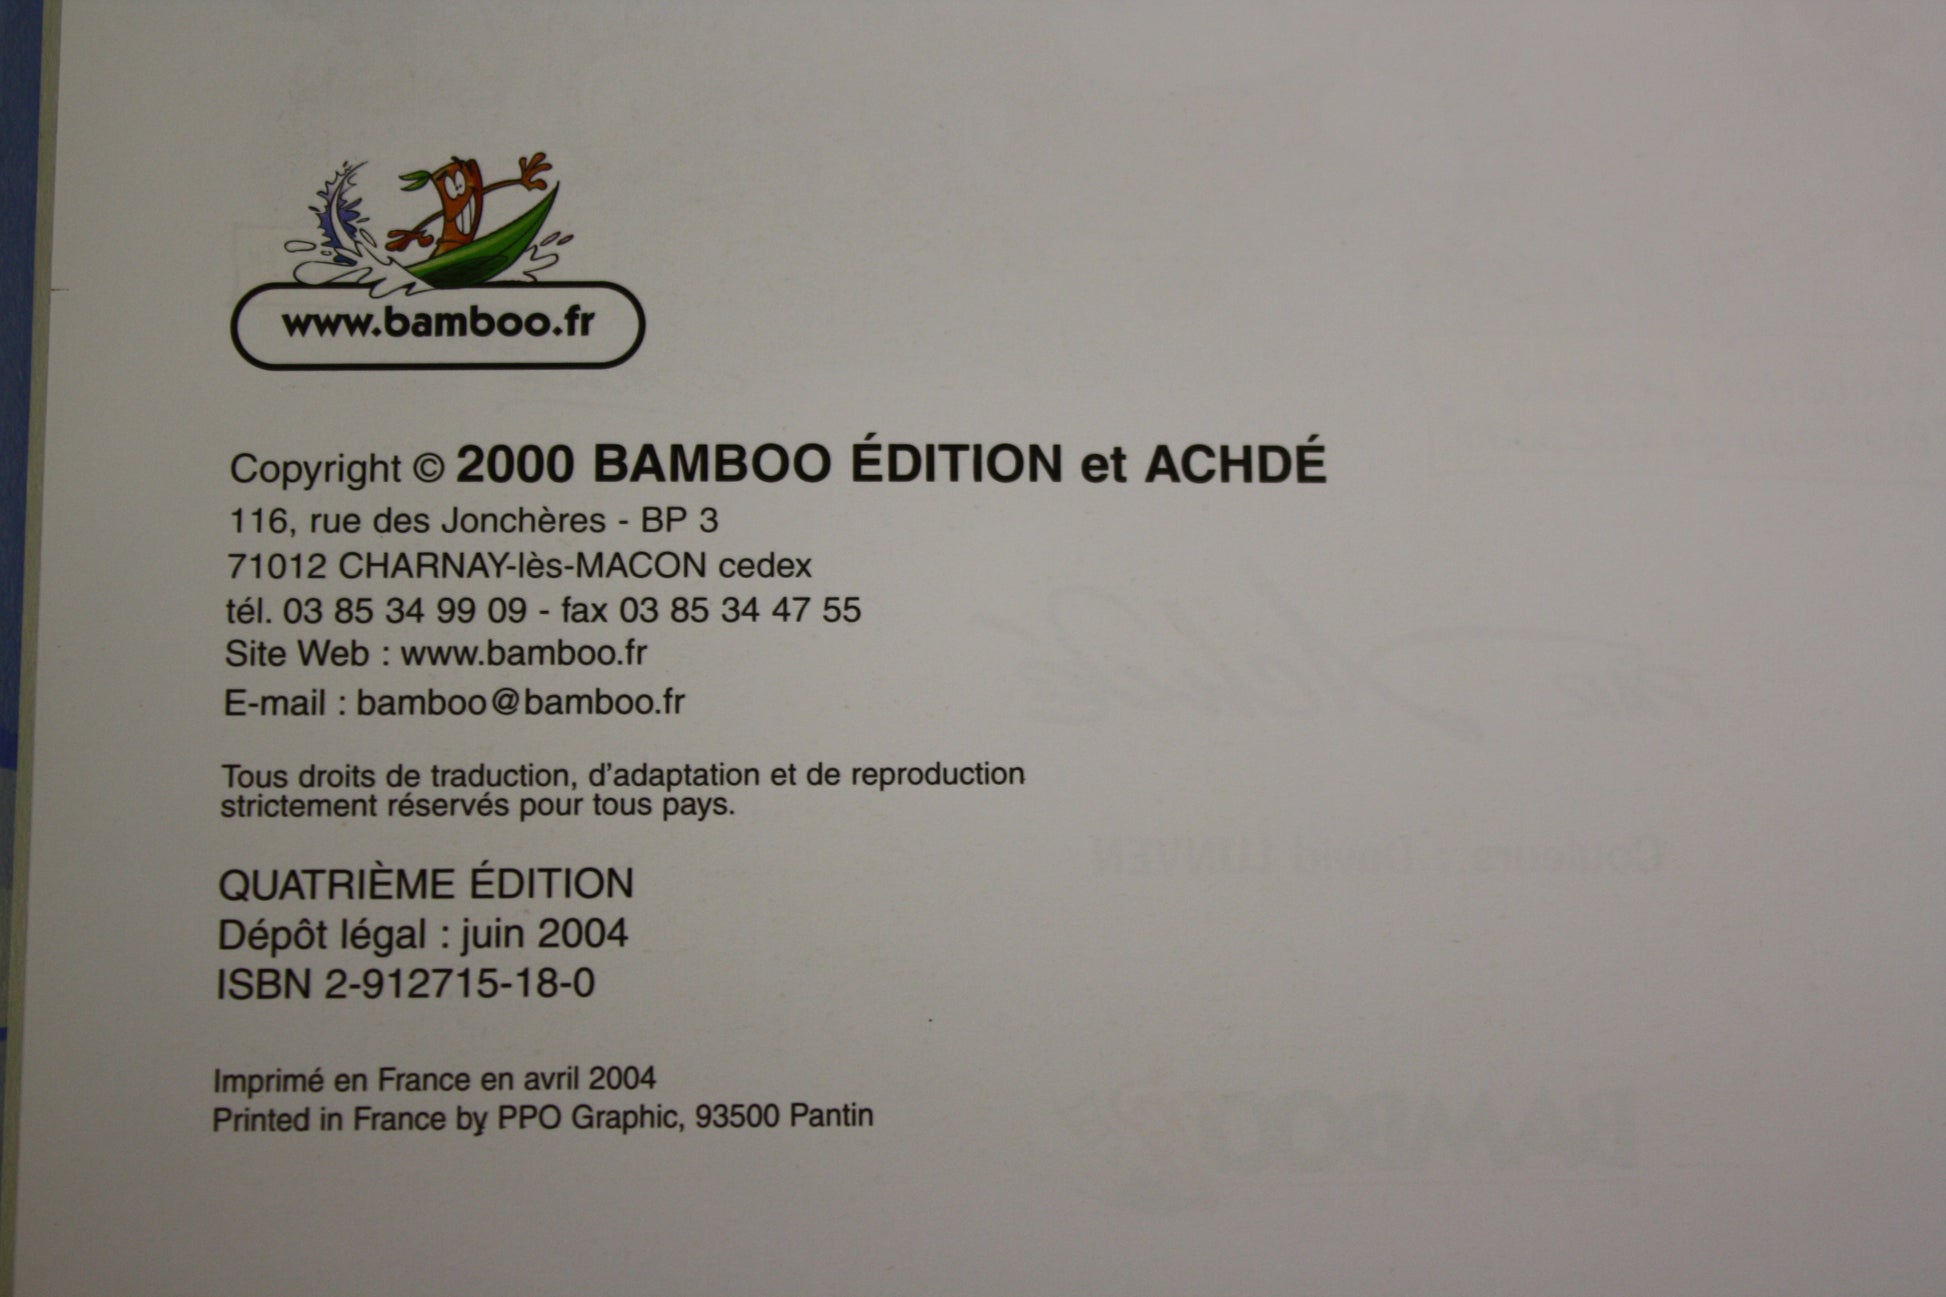 www.bamboo.fr
Copyright © 2000 BAMBOO ÉDITION et ACHDÉ
116, rue des Jonchères - BP 3
71012 CHARNAY-lès-MACON cedex
tél. 03 85 34 99 09 - fax 03 85 34 47 55
Site Web : www.bamboo.fr
E-mail : bamboo@bamboo.fr
Tous droits de traduction, d'adaptation et de reproduction
strictement réservés pour tous pays.
QUATRIÈME ÉDITION
Dépôt légal : juin 2004
ISBN 2-912715-18-0
Imprimé en France en avril 2004
Printed in France by PPO Graphic, 93500 Pantin